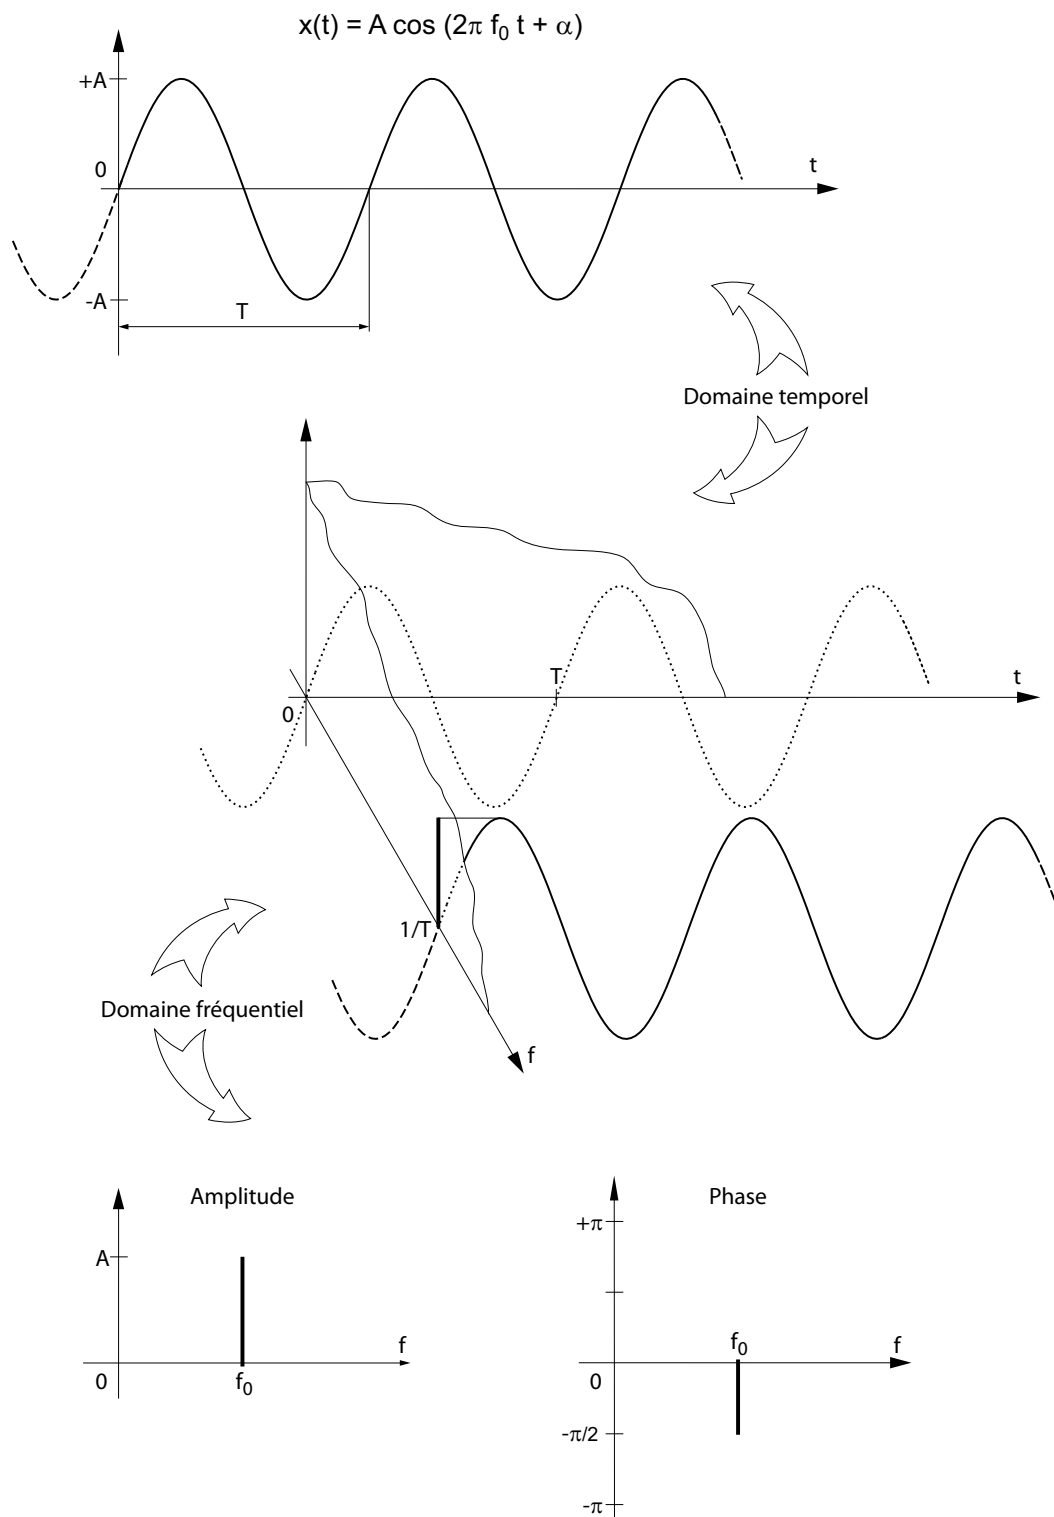 x(t) = A cos (2π f₀ t + α)
+A
0
t
-A
T
Domaine temporel
T
t
0
1/T
Domaine fréquentiel
f
Amplitude
A
f
0
f₀
Phase
+π
f₀
f
0
-π/2
-π